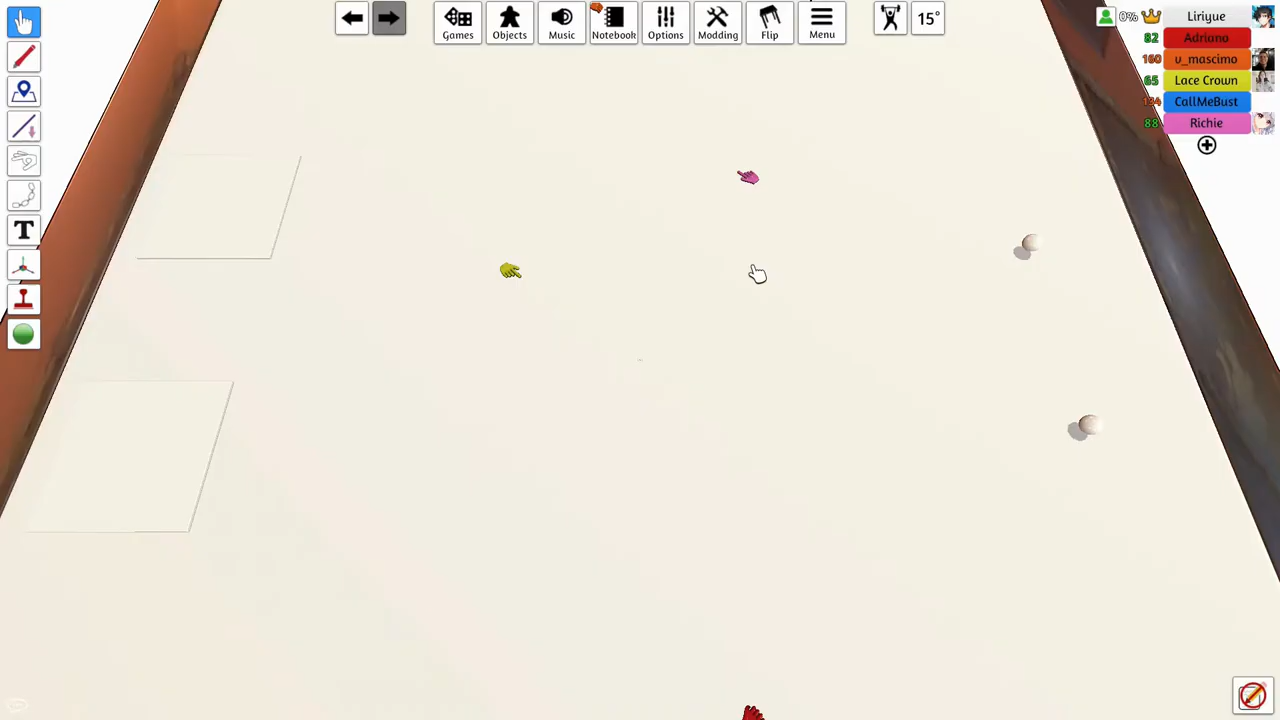 Games
Objects
Music
Notebook
Options
Modding
Flip
Menu
15°
0% Liriyue
82 Adriano
160 v_mascimo
65 Lace Crown
CallMeBust
88 Richie
T